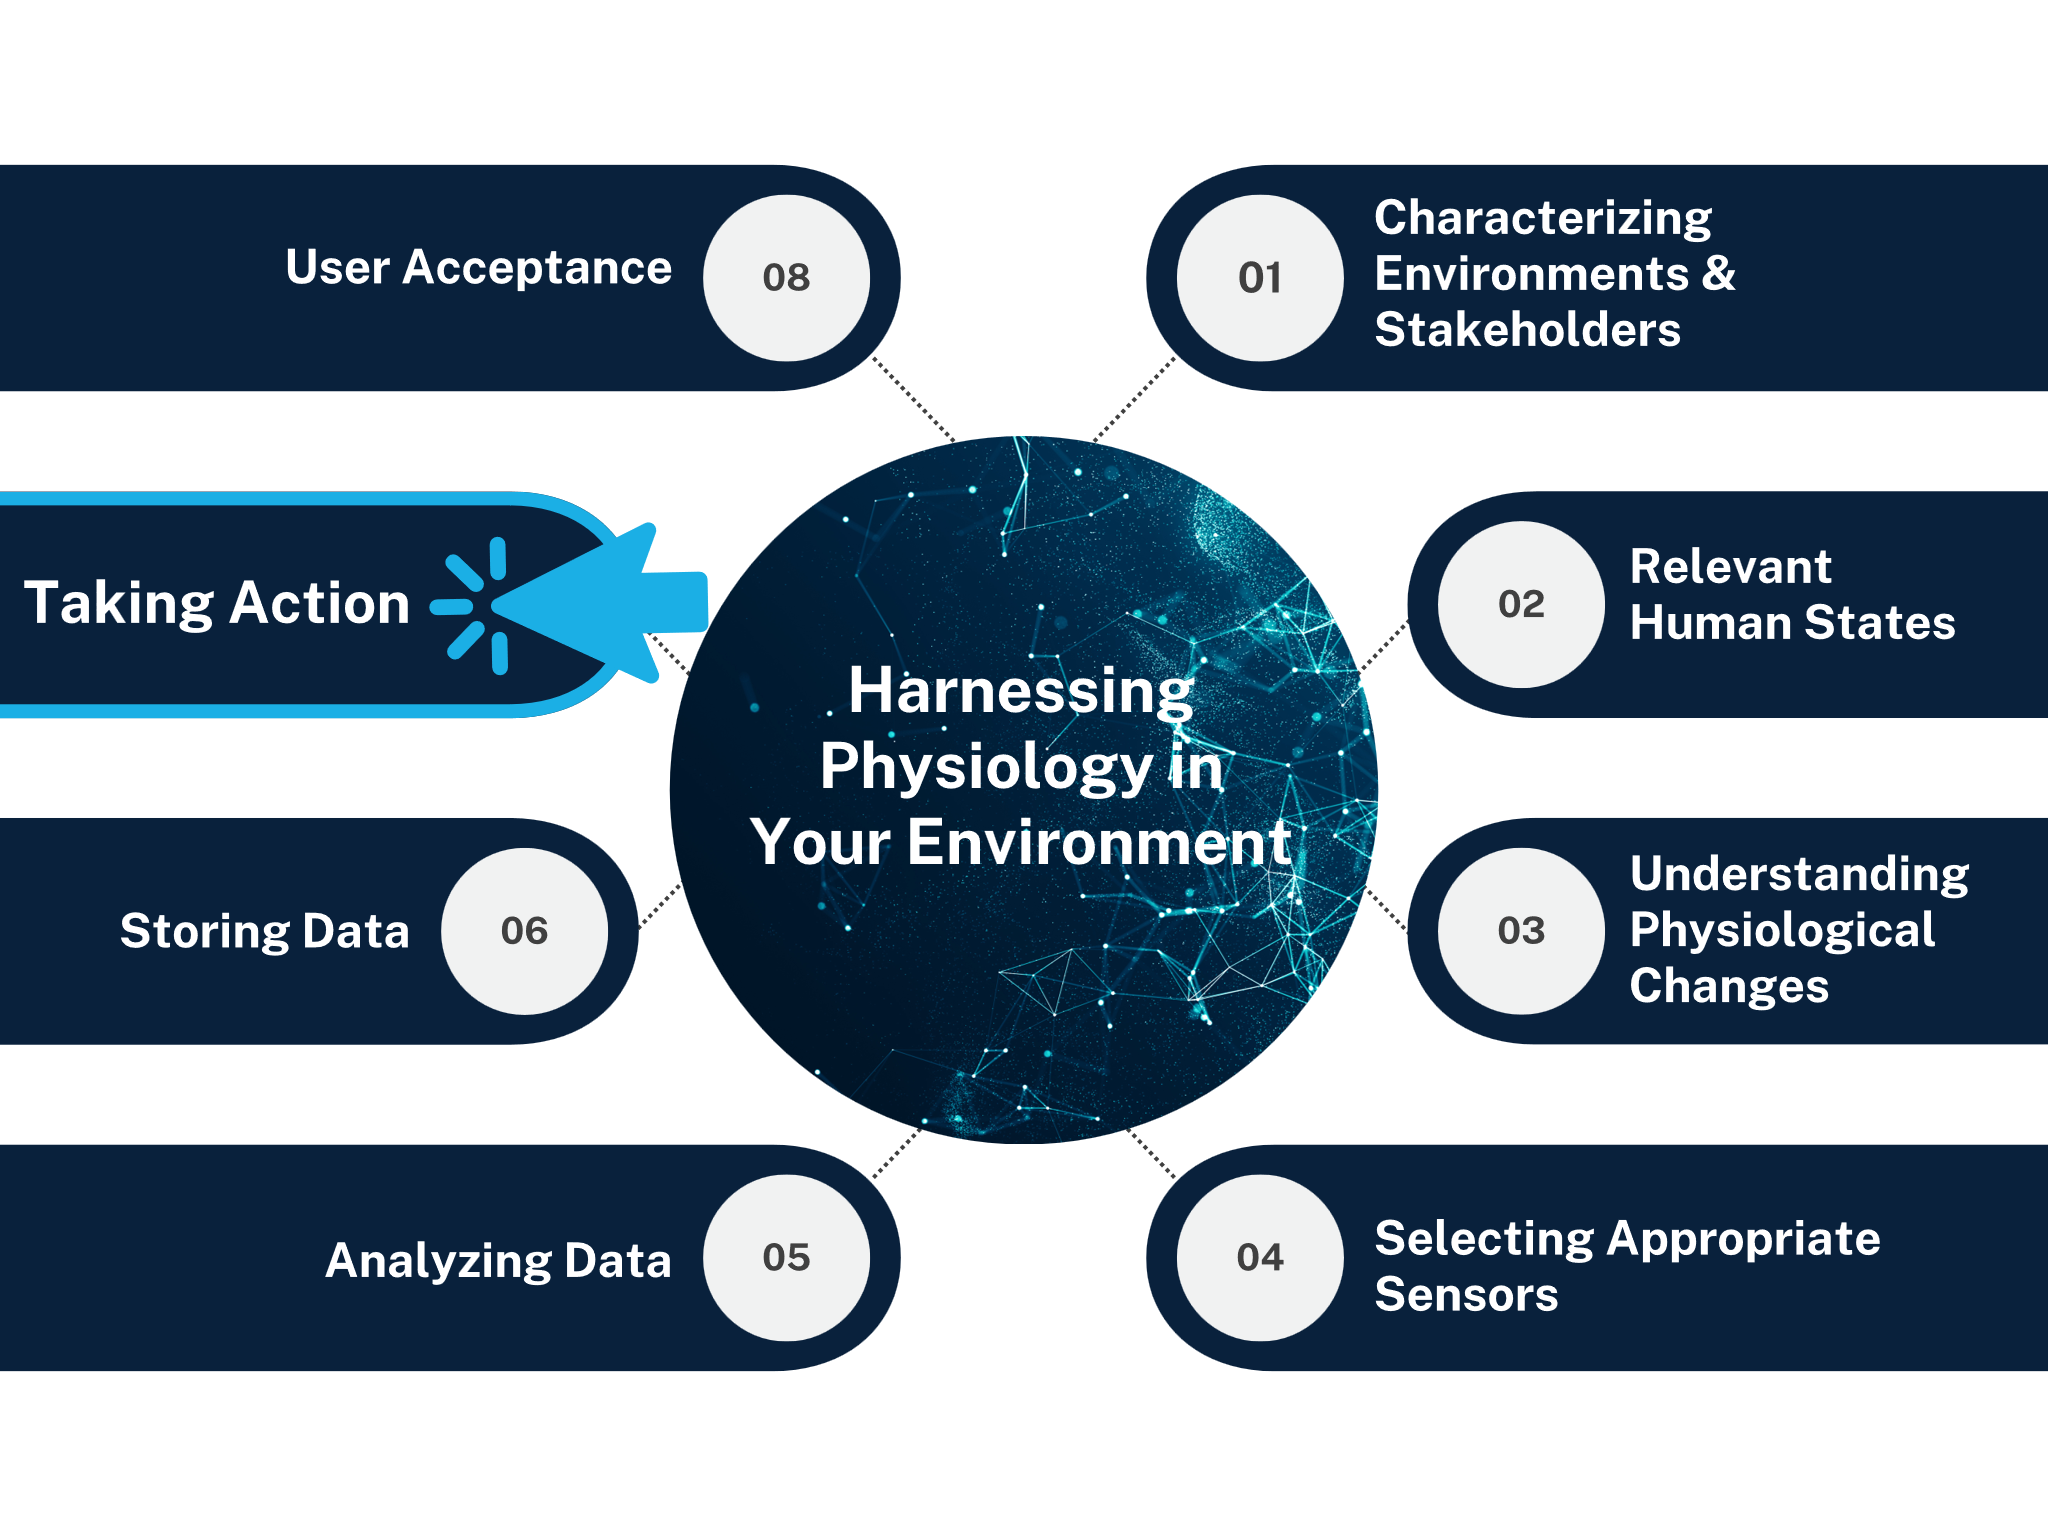 Harnessing
Physiology in
Your Environment
01
Characterizing
Environments &
Stakeholders
02
Relevant
Human States
03
Understanding
Physiological
Changes
04
Selecting Appropriate
Sensors
05
Analyzing Data
06
Storing Data
Taking Action
08
User Acceptance